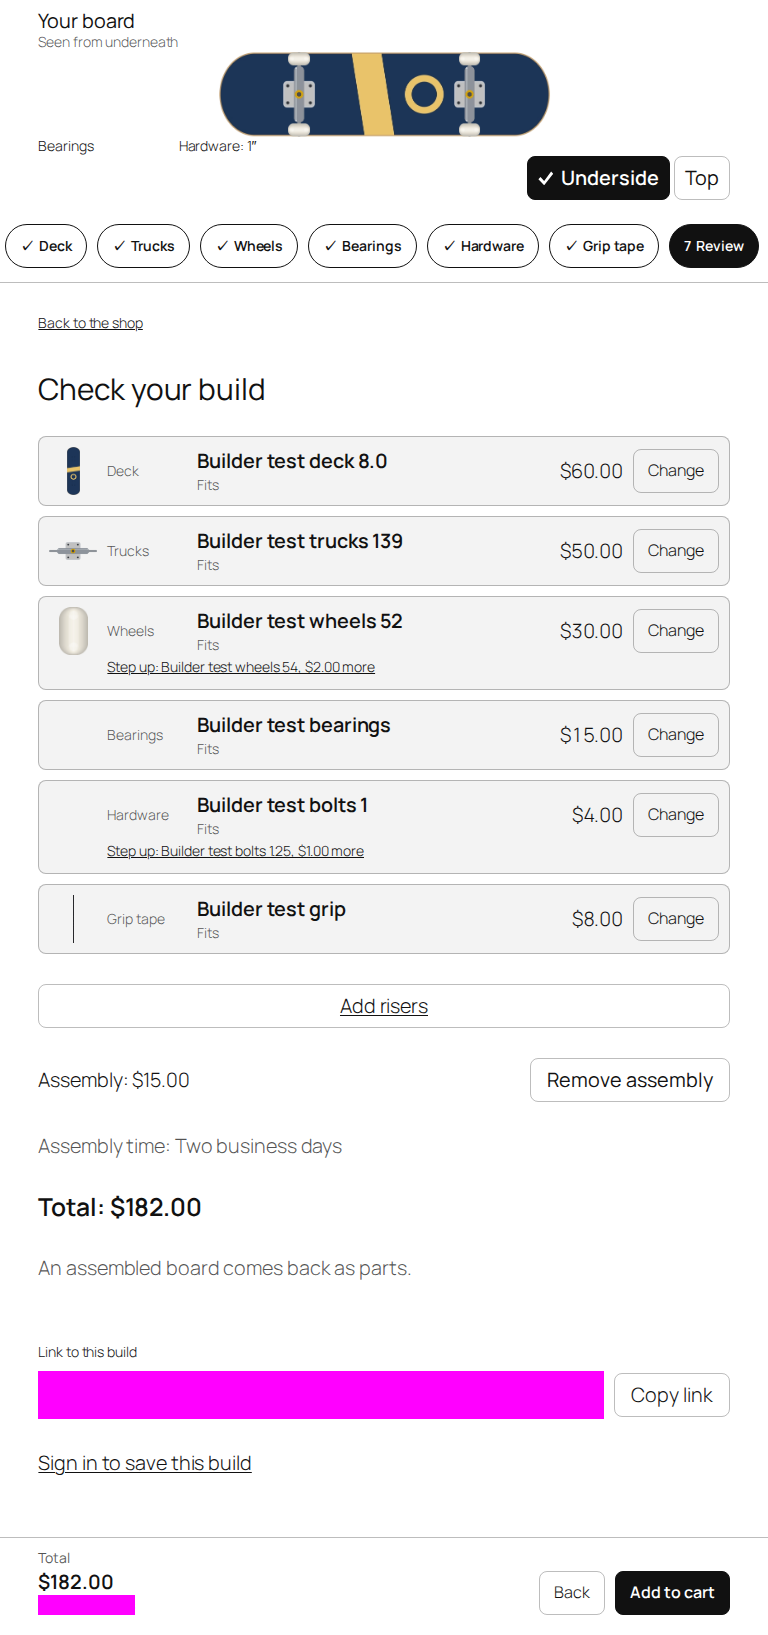 Your board
Seen from underneath
Bearings
Hardware: 1″
✓ Underside
Top
✓ Deck
✓ Trucks
✓ Wheels
✓ Bearings
✓ Hardware
✓ Grip tape
7 Review
Back to the shop
Check your build
Deck
Builder test deck 8.0
Fits
$60.00
Change
Trucks
Builder test trucks 139
Fits
$50.00
Change
Wheels
Builder test wheels 52
Fits
$30.00
Change
Step up: Builder test wheels 54, $2.00 more
Bearings
Builder test bearings
Fits
$15.00
Change
Hardware
Builder test bolts 1
Fits
$4.00
Change
Step up: Builder test bolts 1.25, $1.00 more
Grip tape
Builder test grip
Fits
$8.00
Change
Add risers
Assembly: $15.00
Remove assembly
Assembly time: Two business days
Total: $182.00
An assembled board comes back as parts.
Link to this build
Copy link
Sign in to save this build
Total
$182.00
Back
Add to cart